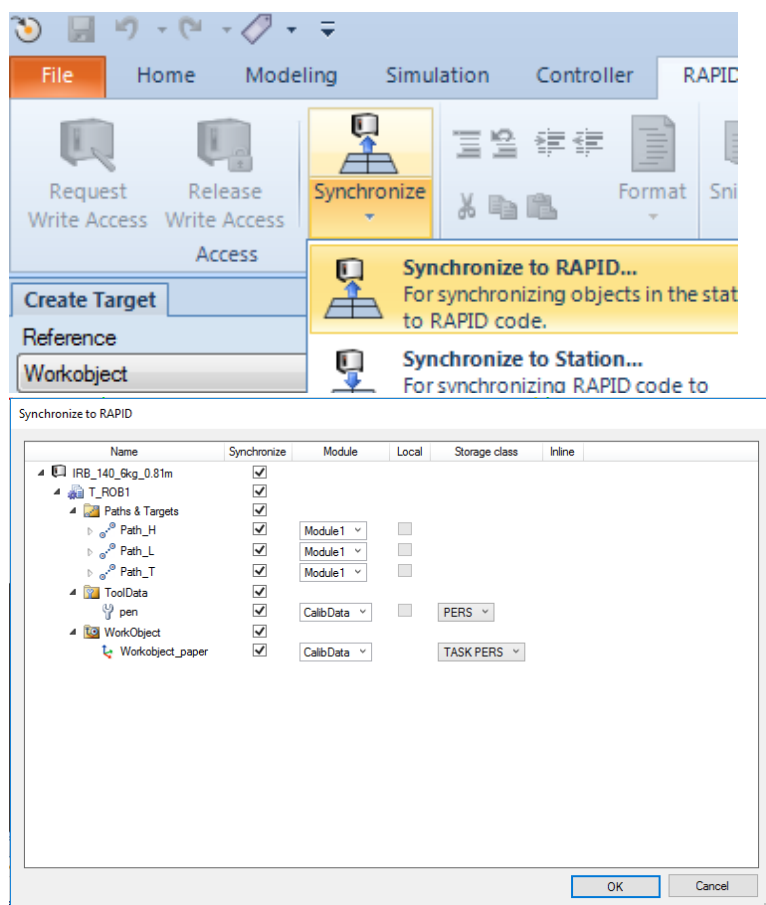 File Home Modeling Simulation Controller RAPID
Request Write Access
Release Write Access
Synchronize
Format
Sni
Access
Synchronize to RAPID...
For synchronizing objects in the stat
to RAPID code.
Synchronize to Station...
For synchronizing RAPID code to
Create Target
Reference
Workobject
Synchronize to RAPID
Name Synchronize Module Local Storage class Inline
IRB_140_6kg_0.81m
T_ROB1
Paths & Targets
Path_H Module1
Path_L Module1
Path_T Module1
ToolData
pen CalibData PERS
WorkObject
Workobject_paper CalibData TASK PERS
OK Cancel